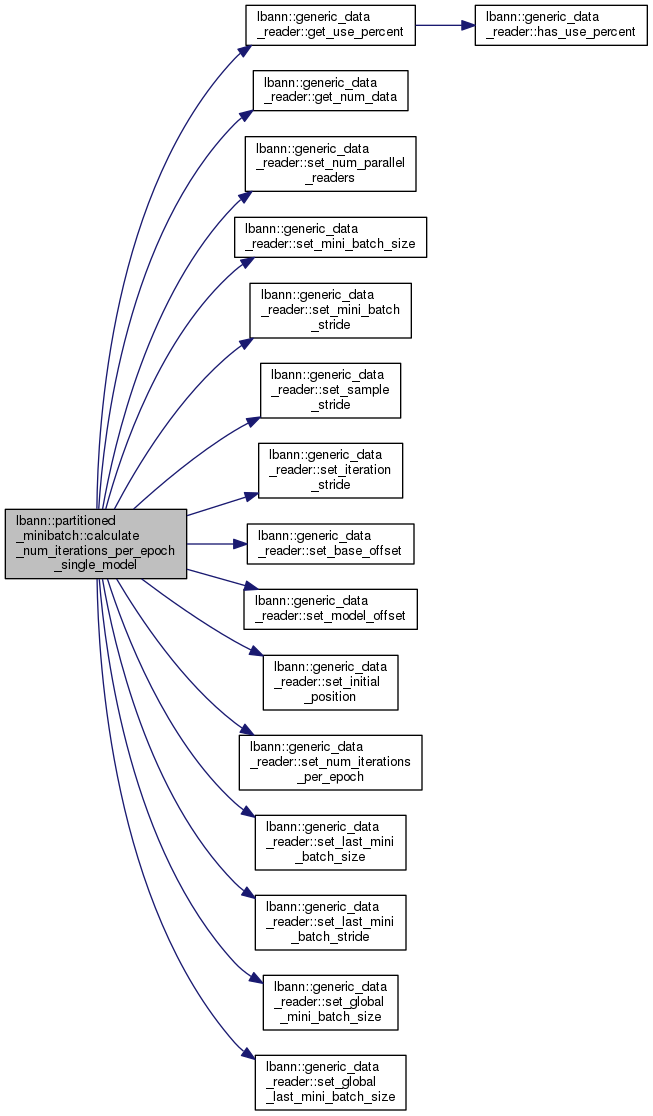 lbann::generic_data
_reader::get_use_percent
lbann::generic_data
_reader::has_use_percent
lbann::generic_data
_reader::get_num_data
lbann::generic_data
_reader::set_num_parallel
_readers
lbann::generic_data
_reader::set_mini_batch_size
lbann::generic_data
_reader::set_mini_batch
_stride
lbann::generic_data
_reader::set_sample
_stride
lbann::generic_data
_reader::set_iteration
_stride
lbann::partitioned
_minibatch::calculate
_num_iterations_per_epoch
_single_model
lbann::generic_data
_reader::set_base_offset
lbann::generic_data
_reader::set_model_offset
lbann::generic_data
_reader::set_initial
_position
lbann::generic_data
_reader::set_num_iterations
_per_epoch
lbann::generic_data
_reader::set_last_mini
_batch_size
lbann::generic_data
_reader::set_last_mini
_batch_stride
lbann::generic_data
_reader::set_global
_mini_batch_size
lbann::generic_data
_reader::set_global
_last_mini_batch_size